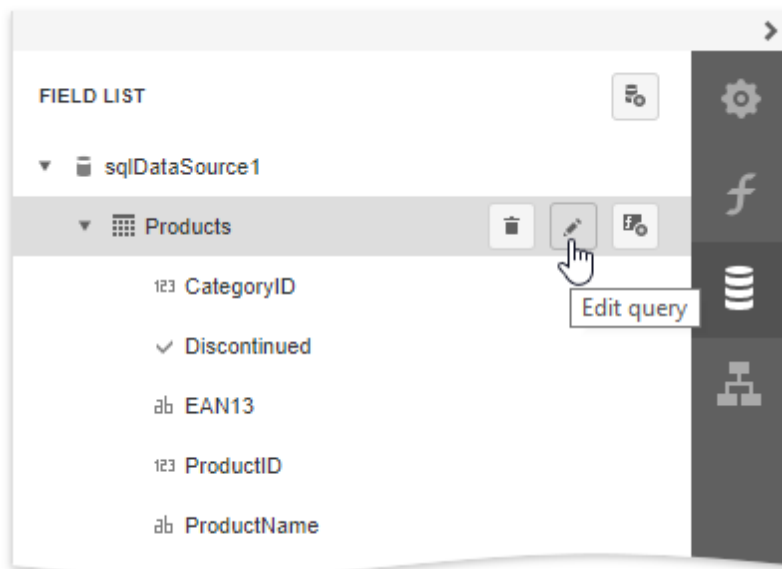 FIELD LIST
sqlDataSource1
Products
123 CategoryID
Edit query
Discontinued
ab EAN13
123 ProductID
ab ProductName